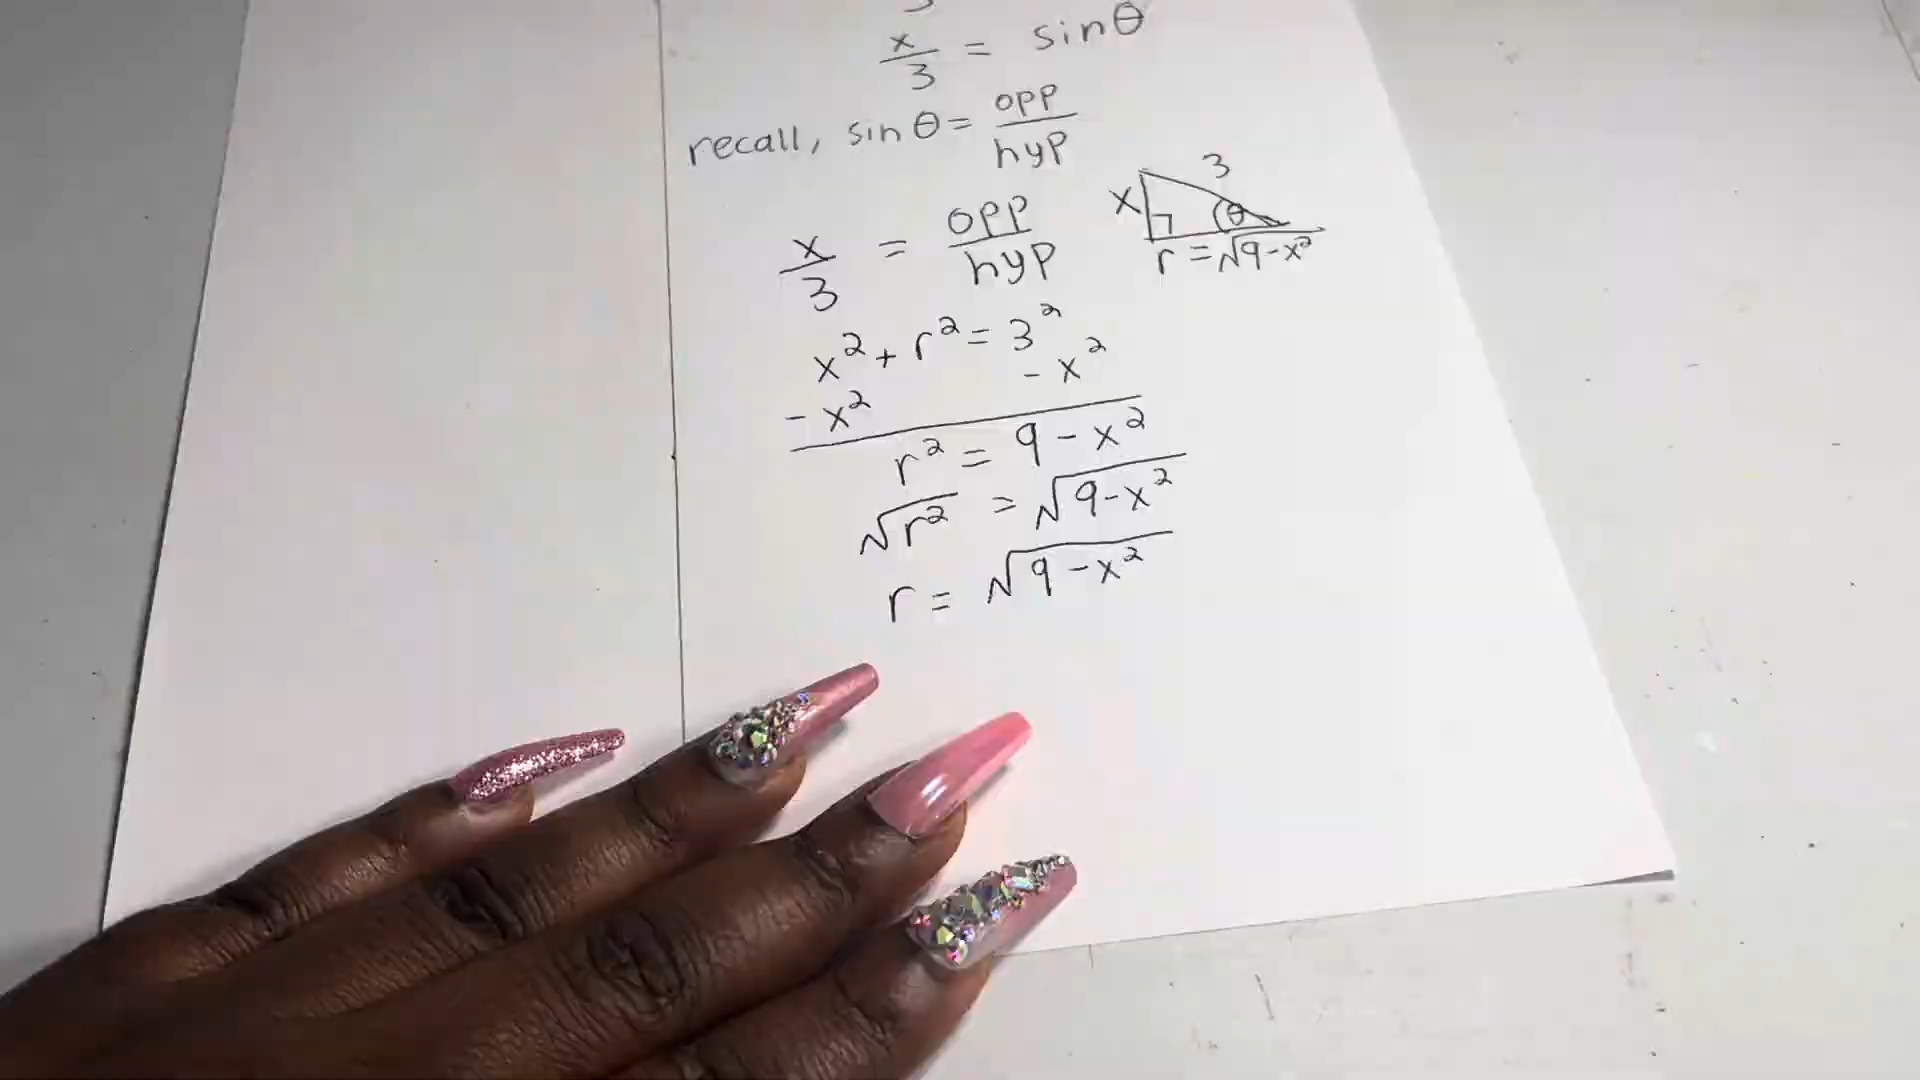 x/3 = sinθ
recall, sinθ = opp/hyp
x/3 = opp/hyp
x
3
θ
r = √9-x²
x² + r² = 3²
- x² - x²
r² = 9 - x²
√r² = √9-x²
r = √9-x²